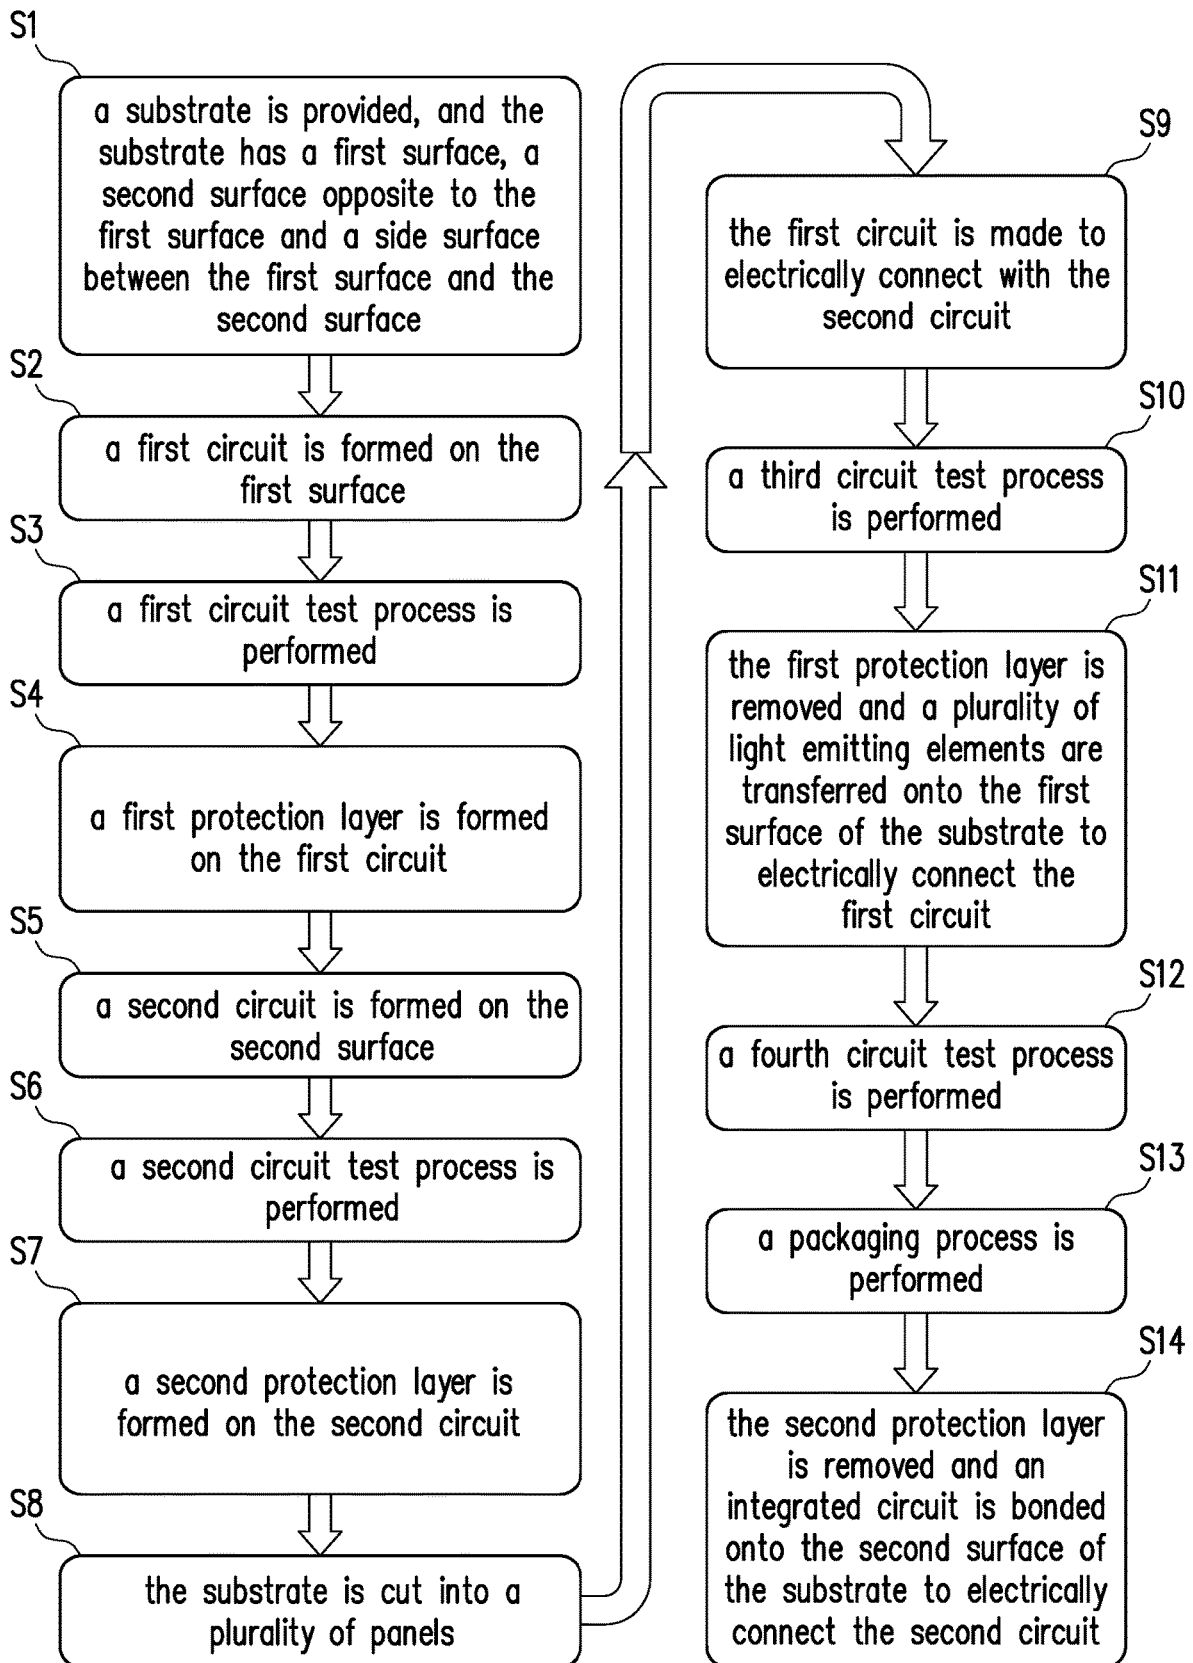 S1
a substrate is provided, and the
substrate has a first surface, a
second surface opposite to the
first surface and a side surface
between the first surface and the
second surface
S2
a first circuit is formed on the
first surface
S3
a first circuit test process is
performed
S4
a first protection layer is formed
on the first circuit
S5
a second circuit is formed on the
second surface
S6
a second circuit test process is
performed
S7
a second protection layer is
formed on the second circuit
S8
the substrate is cut into a
plurality of panels
S9
the first circuit is made to
electrically connect with the
second circuit
S10
a third circuit test process
is performed
S11
the first protection layer is
removed and a plurality of
light emitting elements are
transferred onto the first
surface of the substrate to
electrically connect the
first circuit
S12
a fourth circuit test process
is performed
S13
a packaging process is
performed
S14
the second protection layer
is removed and an
integrated circuit is bonded
onto the second surface of
the substrate to electrically
connect the second circuit